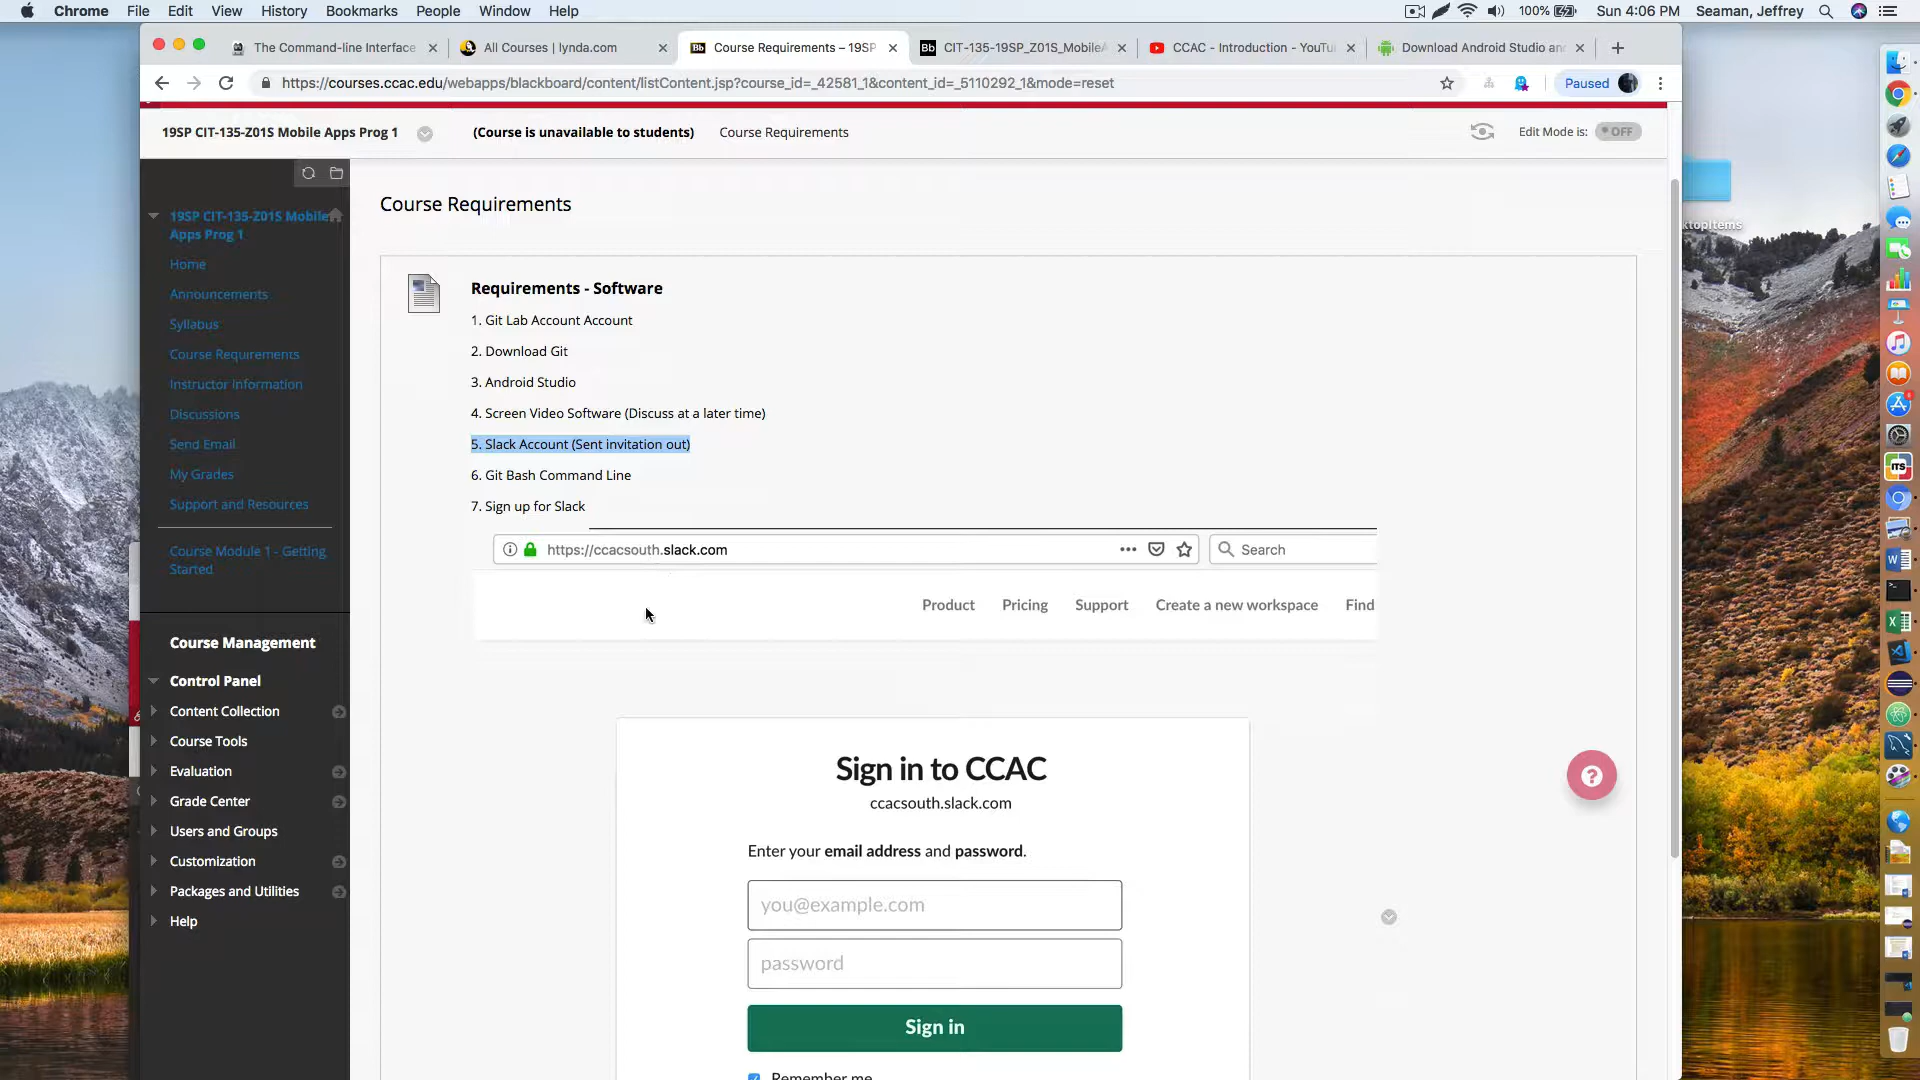 Chrome File Edit View History Bookmarks People Window Help 100% Sun 4:06 PM Seaman, Jeffrey
The Command-line Interface
All Courses | lynda.com
Course Requirements – 19SP
CIT-135-19SP_Z01S_Mobile
CCAC - Introduction - YouTu
Download Android Studio an
https://courses.ccac.edu/webapps/blackboard/content/listContent.jsp?course_id=_42581_1&content_id=_5110292_1&mode=reset
Paused
19SP CIT-135-Z01S Mobile Apps Prog 1
(Course is unavailable to students)
Course Requirements
Edit Mode is:
OFF
ktopItems
19SP CIT-135-Z01S Mobile
Apps Prog 1
Home
Announcements
Syllabus
Course Requirements
Instructor Information
Discussions
Send Email
My Grades
Support and Resources
Course Module 1 - Getting
Started
Course Management
Control Panel
Content Collection
Course Tools
Evaluation
Grade Center
Users and Groups
Customization
Packages and Utilities
Help
Course Requirements
Requirements - Software
1. Git Lab Account Account
2. Download Git
3. Android Studio
4. Screen Video Software (Discuss at a later time)
5. Slack Account (Sent invitation out)
6. Git Bash Command Line
7. Sign up for Slack
https://ccacsouth.slack.com
Search
Product Pricing Support Create a new workspace Find
Sign in to CCAC
ccacsouth.slack.com
Enter your email address and password.
you@example.com
password
Sign in
Remember me